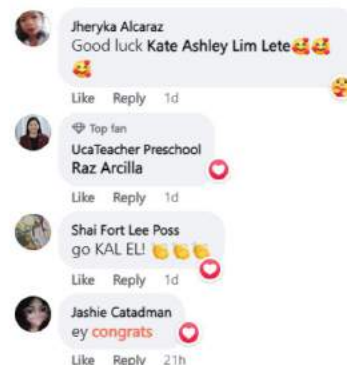 Jheryka Alcaraz
Good luck Kate Ashley Lim Lete🥰🥰
🥰
Like Reply 1d
Top fan
UcaTeacher Preschool
Raz Arcilla
Like Reply 1d
Shai Fort Lee Poss
go KAL EL! 👏👏👏
Like Reply 1d
Jashie Catadman
ey congrats
Like Reply 21h